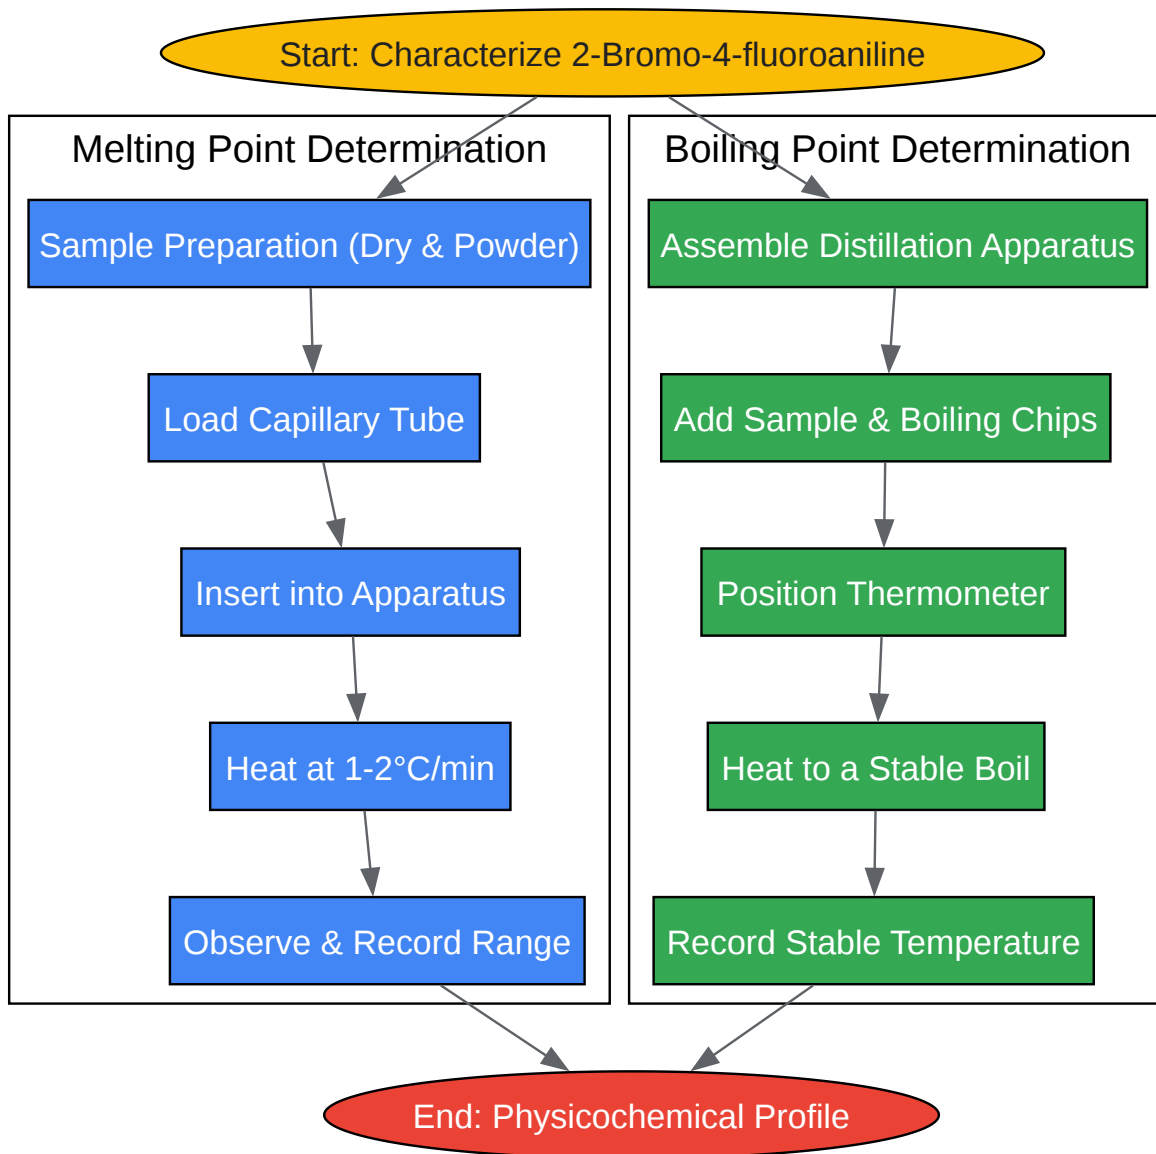 Start: Characterize 2-Bromo-4-fluoroaniline
Melting Point Determination
Sample Preparation (Dry & Powder)
Load Capillary Tube
Insert into Apparatus
Heat at 1-2°C/min
Observe & Record Range
Boiling Point Determination
Assemble Distillation Apparatus
Add Sample & Boiling Chips
Position Thermometer
Heat to a Stable Boil
Record Stable Temperature
End: Physicochemical Profile